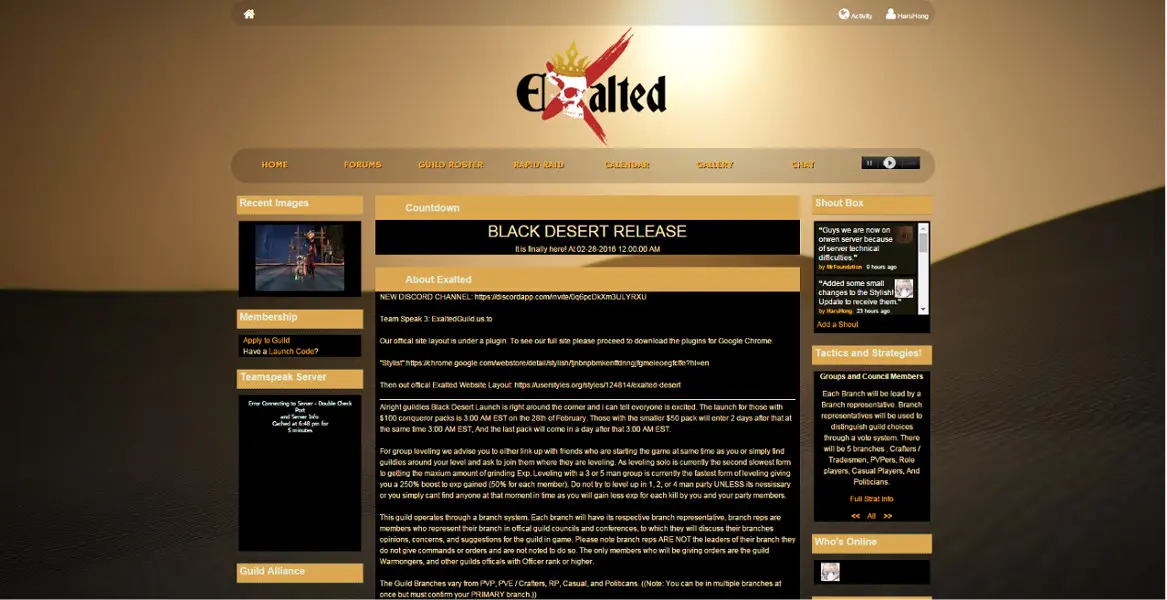 Activity
HaruHong
Exalted
HOME
FORUMS
GUILD ROSTER
RAPID RAID
CALENDAR
GALLERY
CHAT
Recent Images
Membership
Apply to Guild
Have a Launch Code?
Teamspeak Server
Error Connecting to Server - Double Check
Port
and Server Info
Cached at 6:48 pm for
5 minutes
Guild Alliance
Countdown
BLACK DESERT RELEASE
It is finally here! At 02-28-2016 12:00:00 AM
About Exalted
NEW DISCORD CHANNEL: https://discordapp.com/invite/0q6pcDkXm3ULYRXU
Team Speak 3: ExaltedGuild.us.to
Our offical site layout is under a plugin. To see our full site please proceed to download the plugins for Google Chrome.
"Stylist":https://chrome.google.com/webstore/detail/stylish/fjnbnpbmkenffdnngjfgmeleoegfcffe?hl=en
Then out offical Exalted Website Layout: https://userstyles.org/styles/124814/exalted-desert
Alright guildies Black Desert Launch is right around the corner and i can tell everyone is excited. The launch for those with
$100 conqueror packs is 3:00 AM EST on the 28th of February. Those with the smaller $50 pack will enter 2 days after that at
the same time 3:00 AM EST, And the last pack will come in a day after that 3:00 AM EST.
For group leveling we advise you to either link up with friends who are starting the game at same time as you or simply find
guildies around your level and ask to join them where they are leveling. As leveling solo is currently the second slowest form
to getting the maxium amount of grinding Exp. Leveling with a 3 or 5 man group is currently the fastest form of leveling giving
you a 250% boost to exp gained (50% for each member). Do not try to level up in 1, 2, or 4 man party UNLESS its nessissary
or you simply cant find anyone at that moment in time as you will gain less exp for each kill by you and your party members.
This guild operates through a branch system. Each branch will have its respective branch representative, branch reps are
members who represent their branch in offical guild councils and conferences, to which they will discuss their branches
opinions, concerns, and suggestions for the guild in game. Please note branch reps ARE NOT the leaders of their branch they
do not give commands or orders and are not noted to do so. The only members who will be giving orders are the guild
Warmongers, and other guilds officals with Officer rank or higher.
The Guild Branches vary from PVP, PVE / Crafters, RP, Casual, and Politicans. ((Note: You can be in multiple branches at
once but must confirm your PRIMARY branch.))
Shout Box
"Guys we are now on
orwen server because
of server technical
difficulties."
by MrFoundation 0 hours ago
"Added some small
changes to the Stylish!
Update to receive them."
by HaruHong 23 hours ago
Add a Shout
Tactics and Strategies!
Groups and Council Members
Each Branch will be lead by a
Branch representative. Branch
representatives will be used to
distinguish guild choices
through a vote system. There
will be 5 branches . Crafters /
Tradesmen, PVPers, Role
players, Casual Players, And
Politicians.
Full Strat Info
<< All >>
Who's Online